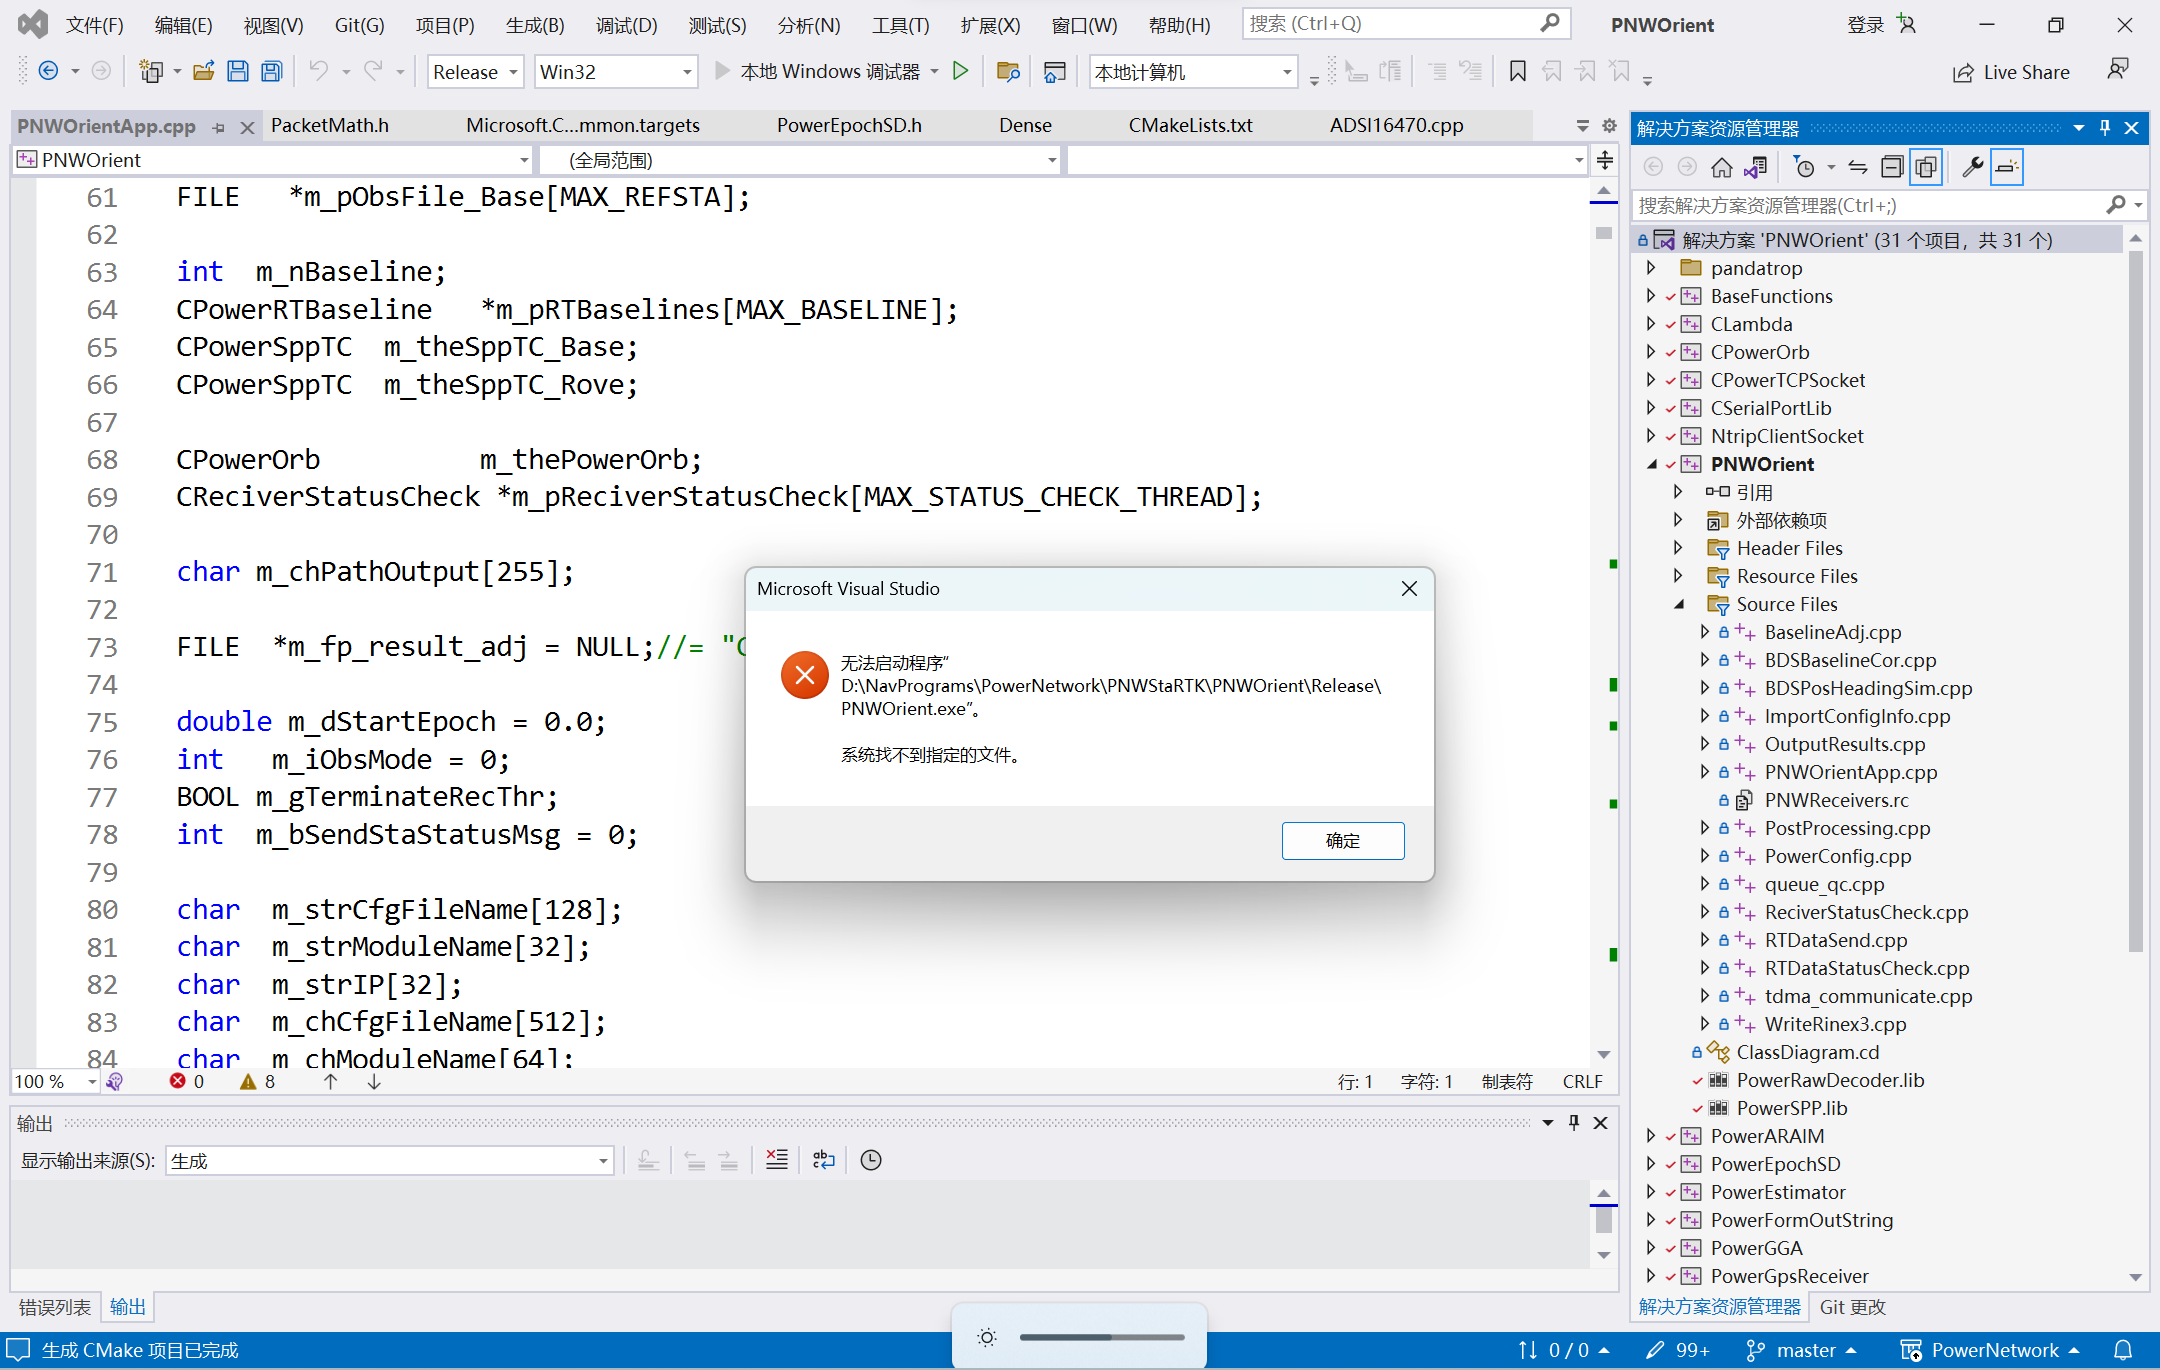 文件(F) 编辑(E) 视图(V) Git(G) 项目(P) 生成(B) 调试(D) 测试(S) 分析(N) 工具(T) 扩展(X) 窗口(W) 帮助(H) 搜索 (Ctrl+Q) PNWOrient 登录
Release Win32 本地 Windows 调试器 本地计算机 Live Share
PNWOrientApp.cpp PacketMath.h Microsoft.C...mmon.targets PowerEpochSD.h Dense CMakeLists.txt ADSI16470.cpp
PNWOrient (全局范围)
61 FILE *m_pObsFile_Base[MAX_REFSTA];
62
63 int m_nBaseline;
64 CPowerRTBaseline *m_pRTBaselines[MAX_BASELINE];
65 CPowerSppTC m_theSppTC_Base;
66 CPowerSppTC m_theSppTC_Rove;
67
68 CPowerOrb m_thePowerOrb;
69 CReciverStatusCheck *m_pReciverStatusCheck[MAX_STATUS_CHECK_THREAD];
70
71 char m_chPathOutput[255];
72
73 FILE *m_fp_result_adj = NULL;//= "
74
75 double m_dStartEpoch = 0.0;
76 int m_iObsMode = 0;
77 BOOL m_gTerminateRecThr;
78 int m_bSendStaStatusMsg = 0;
79
80 char m_strCfgFileName[128];
81 char m_strModuleName[32];
82 char m_strIP[32];
83 char m_chCfgFileName[512];
84 char m_chModuleName[64];
100 % 0 8 行: 1 字符: 1 制表符 CRLF
Microsoft Visual Studio
无法启动程序“
D:\NavPrograms\PowerNetwork\PNWStaRTK\PNWOrient\Release\
PNWOrient.exe”。
系统找不到指定的文件。
确定
输出
显示输出来源(S): 生成
错误列表 输出
解决方案资源管理器
搜索解决方案资源管理器(Ctrl+;)
解决方案 'PNWOrient' (31 个项目，共 31 个)
pandatrop
BaseFunctions
CLambda
CPowerOrb
CPowerTCPSocket
CSerialPortLib
NtripClientSocket
PNWOrient
引用
外部依赖项
Header Files
Resource Files
Source Files
BaselineAdj.cpp
BDSBaselineCor.cpp
BDSPosHeadingSim.cpp
ImportConfigInfo.cpp
OutputResults.cpp
PNWOrientApp.cpp
PNWReceivers.rc
PostProcessing.cpp
PowerConfig.cpp
queue_qc.cpp
ReciverStatusCheck.cpp
RTDataSend.cpp
RTDataStatusCheck.cpp
tdma_communicate.cpp
WriteRinex3.cpp
ClassDiagram.cd
PowerRawDecoder.lib
PowerSPP.lib
PowerARAIM
PowerEpochSD
PowerEstimator
PowerFormOutString
PowerGGA
PowerGpsReceiver
解决方案资源管理器 Git 更改
生成 CMake 项目已完成 0 / 0 99+ master PowerNetwork